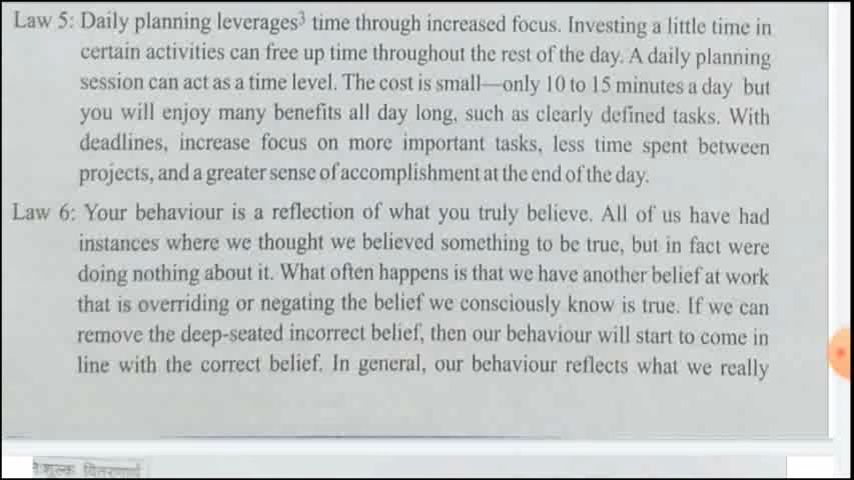 Law 5: Daily planning leverages³ time through increased focus. Investing a little time in
certain activities can free up time throughout the rest of the day. A daily planning
session can act as a time level. The cost is small—only 10 to 15 minutes a day but
you will enjoy many benefits all day long, such as clearly defined tasks. With
deadlines, increase focus on more important tasks, less time spent between
projects, and a greater sense of accomplishment at the end of the day.
Law 6: Your behaviour is a reflection of what you truly believe. All of us have had
instances where we thought we believed something to be true, but in fact were
doing nothing about it. What often happens is that we have another belief at work
that is overriding or negating the belief we consciously know is true. If we can
remove the deep-seated incorrect belief, then our behaviour will start to come in
line with the correct belief. In general, our behaviour reflects what we really